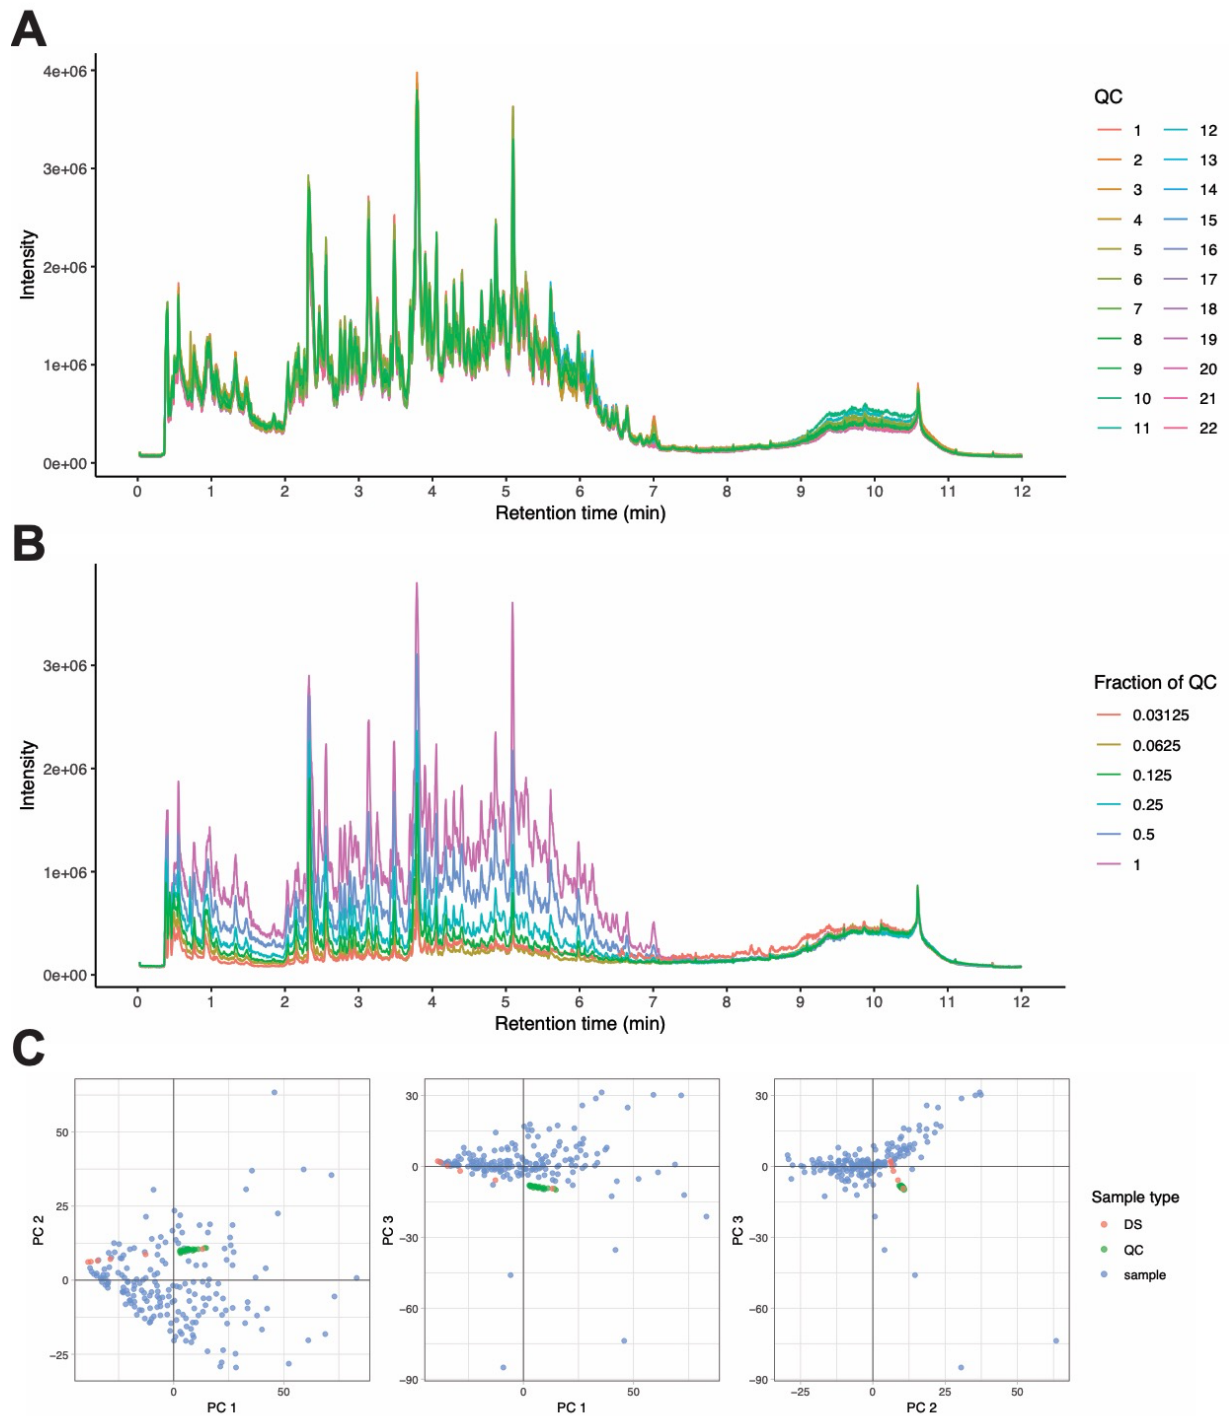 A
4e+06
3e+06
2e+06
1e+06
0e+00
Intensity
0 1 2 3 4 5 6 7 8 9 10 11 12
Retention time (min)
QC
1 12
2 13
3 14
4 15
5 16
6 17
7 18
8 19
9 20
10 21
11 22
B
3e+06
2e+06
1e+06
0e+00
Intensity
0 1 2 3 4 5 6 7 8 9 10 11 12
Retention time (min)
Fraction of QC
0.03125
0.0625
0.125
0.25
0.5
1
C
50
25
0
−25
PC 2
0 50
PC 1
30
0
−30
−60
−90
PC 3
0 50
PC 1
30
0
−30
−60
−90
PC 3
−25 0 25 50
PC 2
Sample type
DS
QC
sample